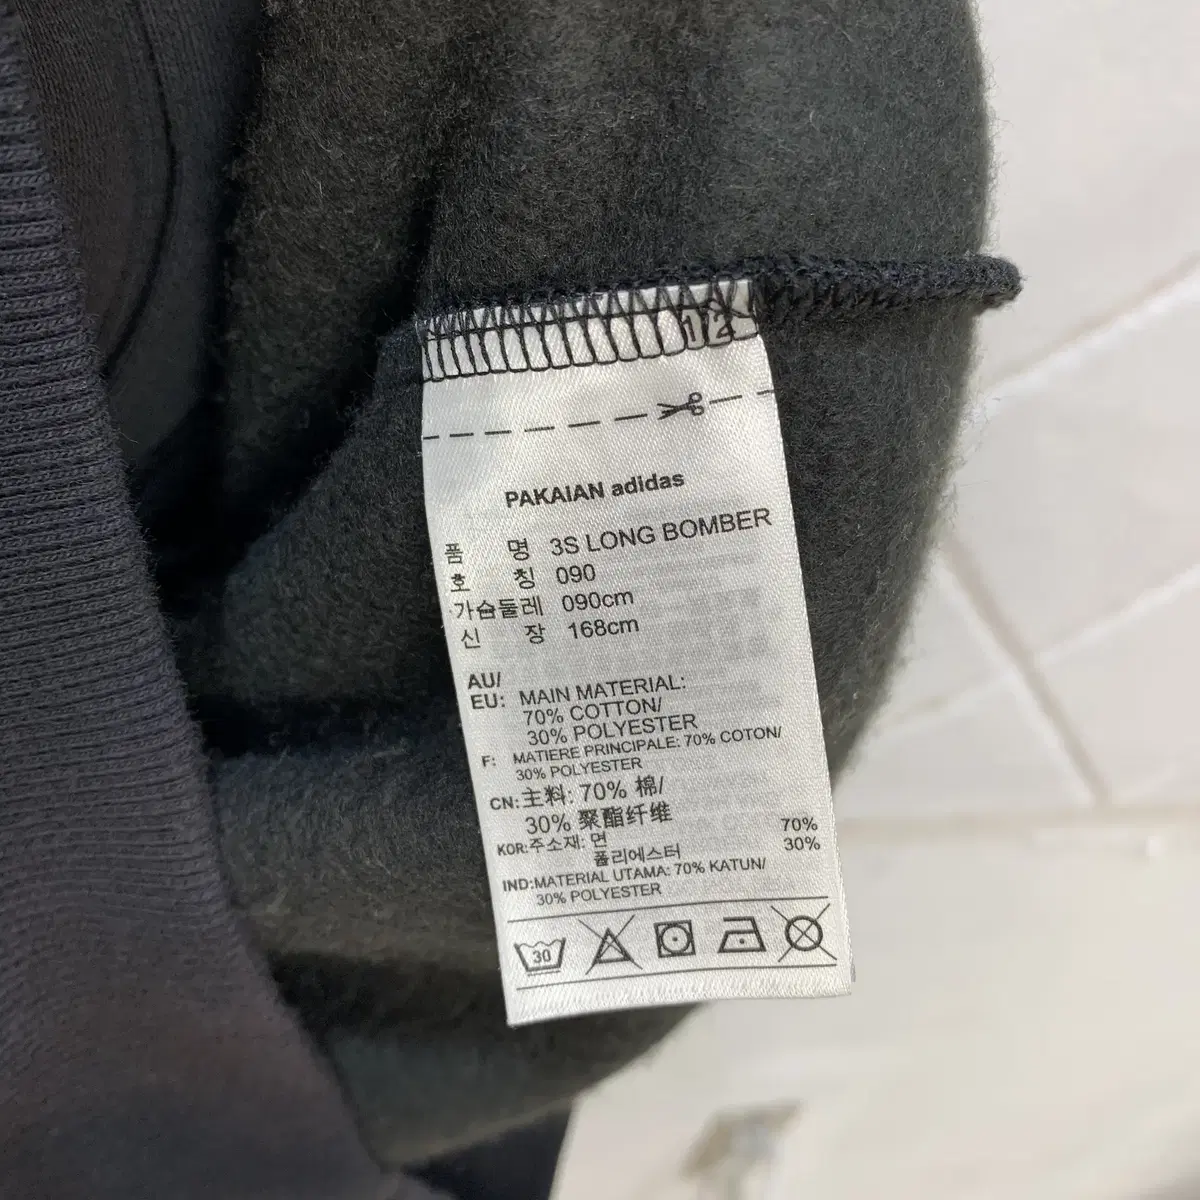 12
PAKAIAN adidas
품 명 3S LONG BOMBER
호 칭 090
가슴둘레 090cm
신 장 168cm
AU/
EU: MAIN MATERIAL:
70% COTTON/
30% POLYESTER
F: MATIERE PRINCIPALE: 70% COTON/
30% POLYESTER
CN:主料: 70% 棉/
30% 聚酯纤维
KOR:주소재: 면 70%
폴리에스터 30%
IND:MATERIAL UTAMA: 70% KATUN/
30% POLYESTER
30